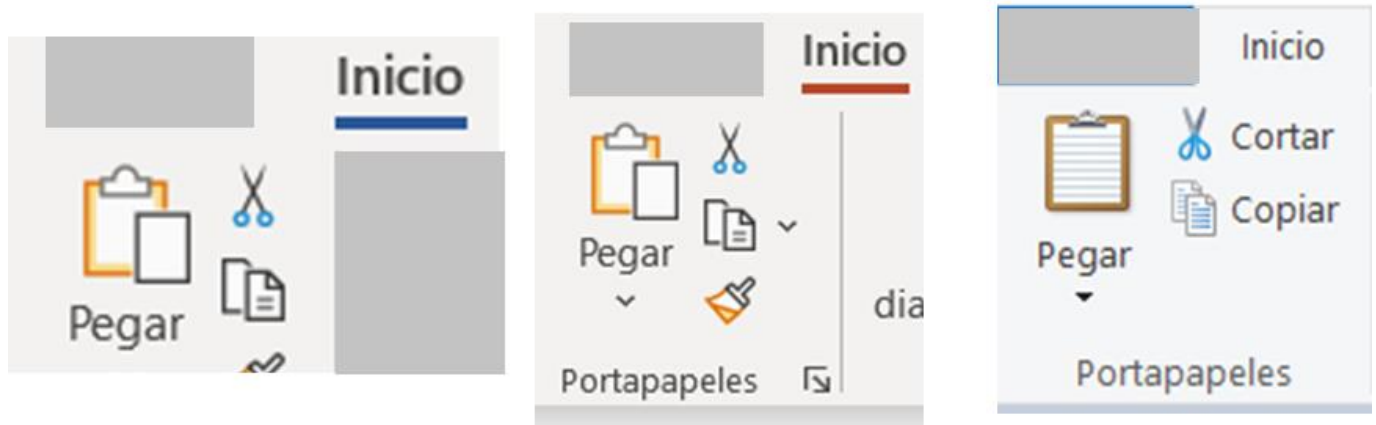 Inicio
Pegar
Inicio
Pegar
dia
Portapapeles
Inicio
Cortar
Copiar
Pegar
Portapapeles